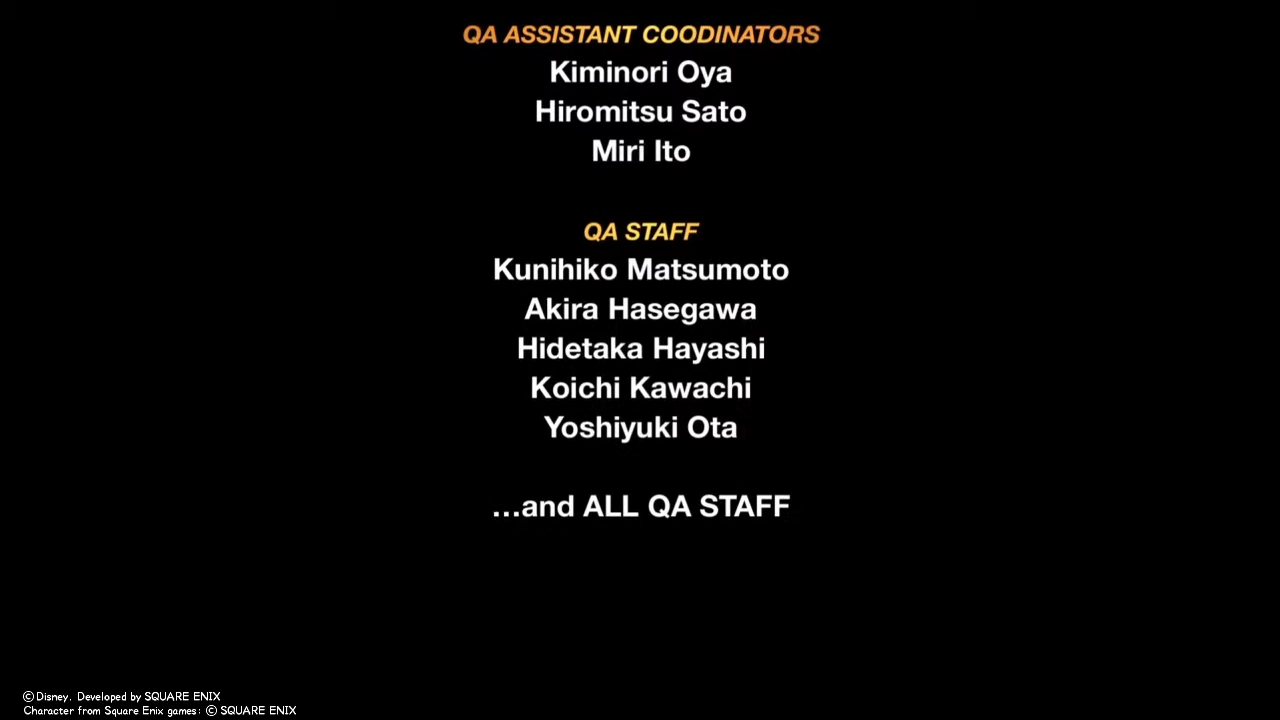 QA ASSISTANT COODINATORS
Kiminori Oya
Hiromitsu Sato
Miri Ito
QA STAFF
Kunihiko Matsumoto
Akira Hasegawa
Hidetaka Hayashi
Koichi Kawachi
Yoshiyuki Ota
...and ALL QA STAFF
©Disney. Developed by SQUARE ENIX
Character from Square Enix games: © SQUARE ENIX